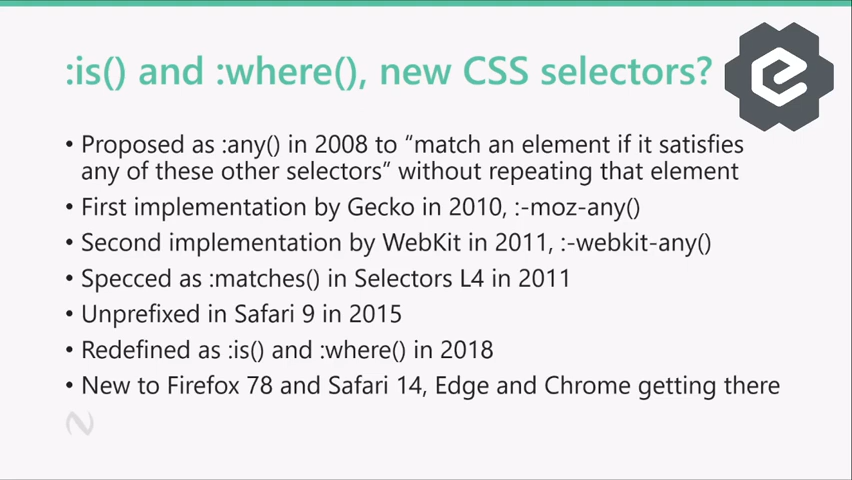 :is() and :where(), new CSS selectors?
• Proposed as :any() in 2008 to “match an element if it satisfies
any of these other selectors” without repeating that element
• First implementation by Gecko in 2010, :-moz-any()
• Second implementation by WebKit in 2011, :-webkit-any()
• Specced as :matches() in Selectors L4 in 2011
• Unprefixed in Safari 9 in 2015
• Redefined as :is() and :where() in 2018
• New to Firefox 78 and Safari 14, Edge and Chrome getting there